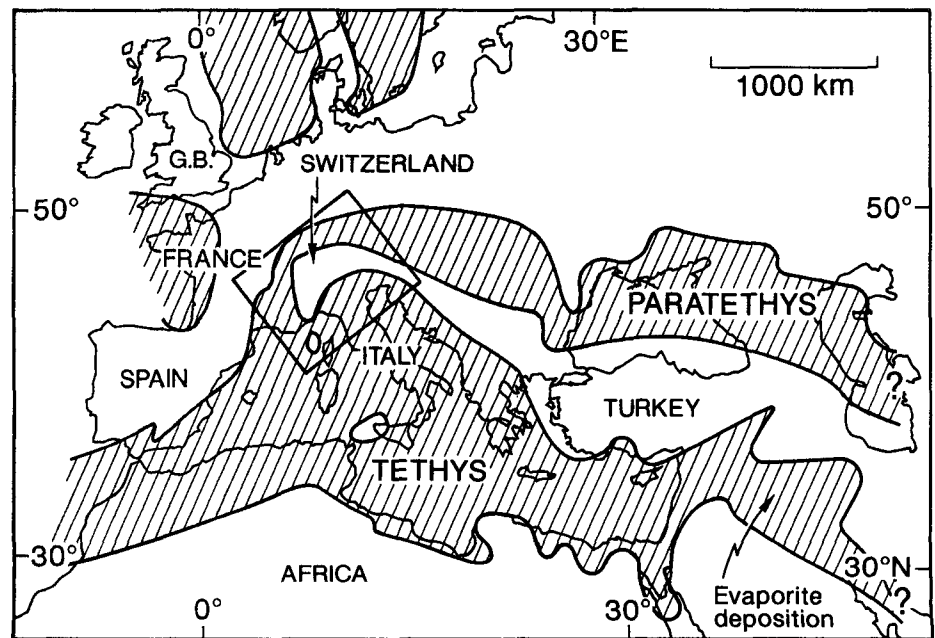 0°
30°E
1000 km
G.B.
SWITZERLAND
50°
50°
FRANCE
PARATETHYS
ITALY
SPAIN
?
TURKEY
TETHYS
30°
30°N
AFRICA
Evaporite
deposition
?
0°
30°